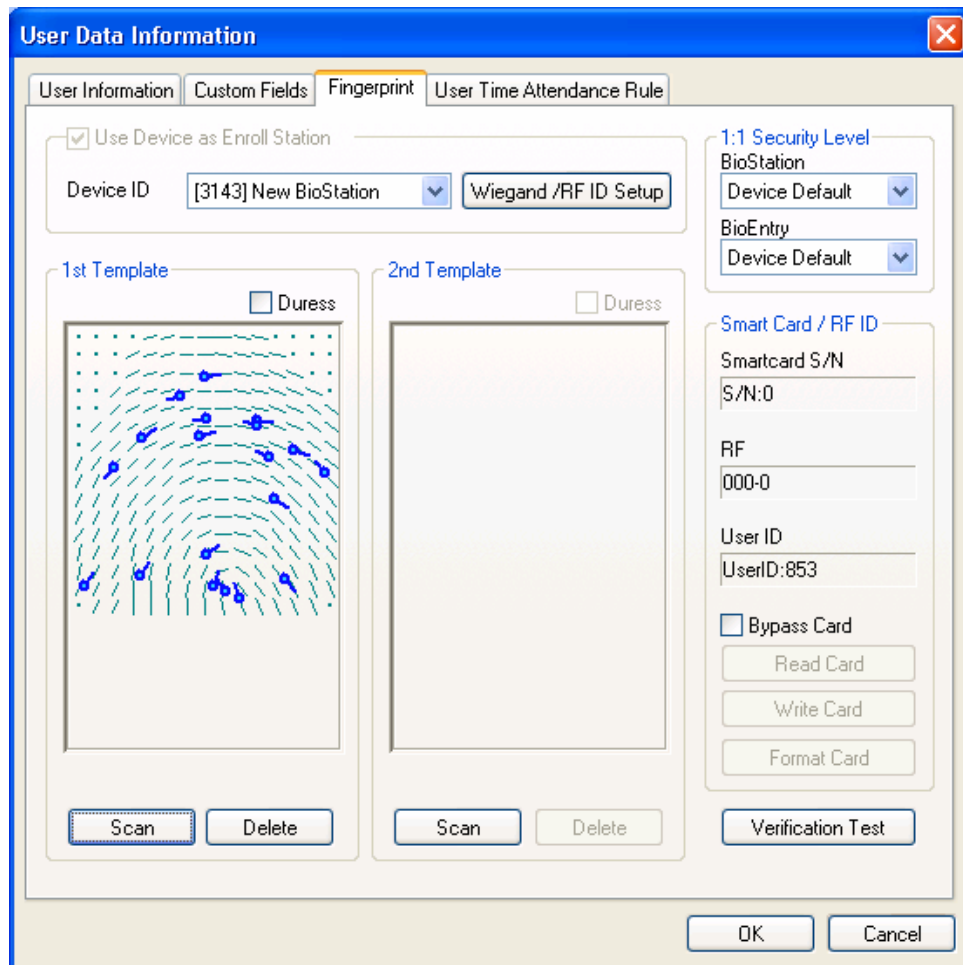 User Data Information
User Information Custom Fields Fingerprint User Time Attendance Rule
Use Device as Enroll Station
Device ID [3143] New BioStation Wiegand /RF ID Setup
1:1 Security Level
BioStation
Device Default
BioEntry
Device Default
1st Template
Duress
2nd Template
Duress
Smart Card / RF ID
Smartcard S/N
S/N:0
RF
000-0
User ID
UserID:853
Bypass Card
Read Card
Write Card
Format Card
Scan Delete
Scan Delete
Verification Test
OK Cancel